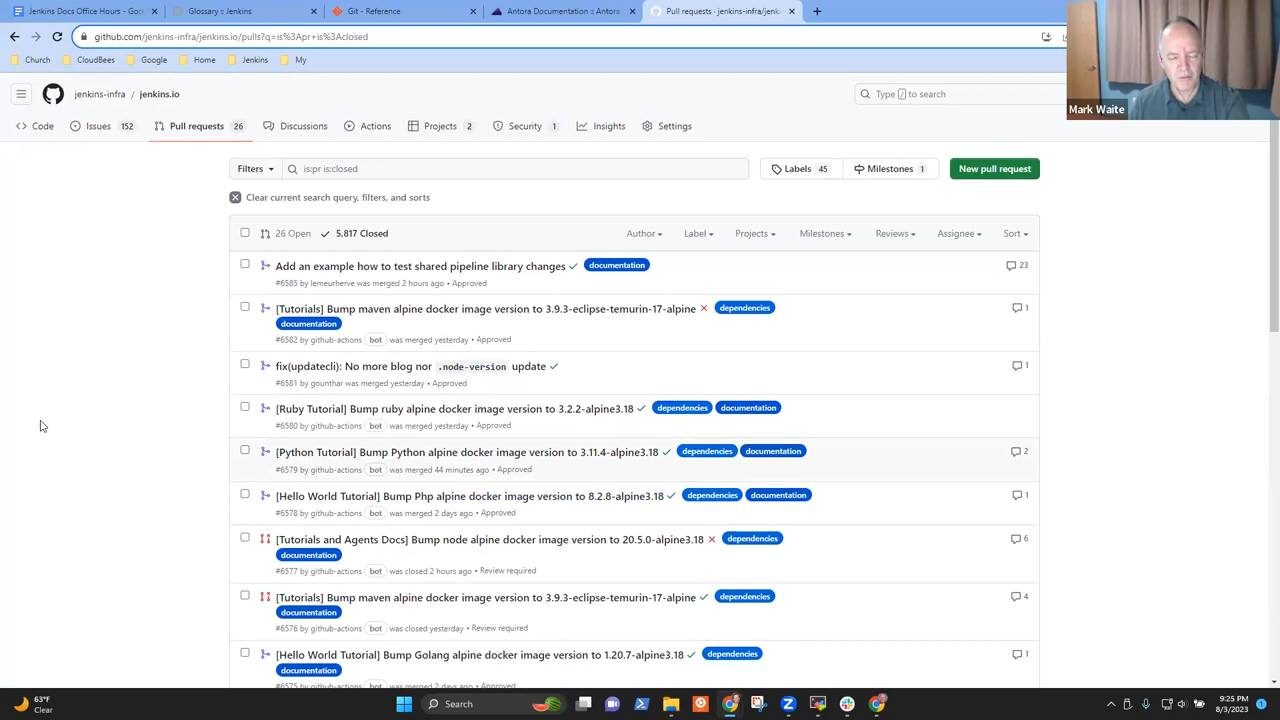 Jenkins Docs Office Hours - Goo
Glossary :: Jenkins
Git - Reference
Antora Documentation :: Antora
Pull requests · jenkins-infra/jenki
github.com/jenkins-infra/jenkins.io/pulls?q=is%3Apr+is%3Aclosed
Church
CloudBees
Google
Home
Jenkins
My
jenkins-infra / jenkins.io
Type / to search
Mark Waite
Code
Issues 152
Pull requests 26
Discussions
Actions
Projects 2
Security 1
Insights
Settings
Filters
is:pr is:closed
Labels 45
Milestones 1
New pull request
Clear current search query, filters, and sorts
26 Open
5,817 Closed
Author
Label
Projects
Milestones
Reviews
Assignee
Sort
Add an example how to test shared pipeline library changes documentation 23
#6585 by lemeurherve was merged 2 hours ago • Approved
[Tutorials] Bump maven alpine docker image version to 3.9.3-eclipse-temurin-17-alpine dependencies 1
documentation
#6582 by github-actions bot was merged yesterday • Approved
fix(updatecli): No more blog nor .node-version update 1
#6581 by gounthar was merged yesterday • Approved
[Ruby Tutorial] Bump ruby alpine docker image version to 3.2.2-alpine3.18 dependencies documentation
#6580 by github-actions bot was merged yesterday • Approved
[Python Tutorial] Bump Python alpine docker image version to 3.11.4-alpine3.18 dependencies documentation 2
#6579 by github-actions bot was merged 44 minutes ago • Approved
[Hello World Tutorial] Bump Php alpine docker image version to 8.2.8-alpine3.18 dependencies documentation 1
#6578 by github-actions bot was merged 2 days ago • Approved
[Tutorials and Agents Docs] Bump node alpine docker image version to 20.5.0-alpine3.18 dependencies 6
documentation
#6577 by github-actions bot was closed 2 hours ago • Review required
[Tutorials] Bump maven alpine docker image version to 3.9.3-eclipse-temurin-17-alpine dependencies 4
documentation
#6576 by github-actions bot was closed yesterday • Review required
[Hello World Tutorial] Bump Golang alpine docker image version to 1.20.7-alpine3.18 dependencies 1
documentation
#6575 by github-actions bot was merged 2 days ago • Approved
63°F
Clear
Search
9:25 PM
8/3/2023